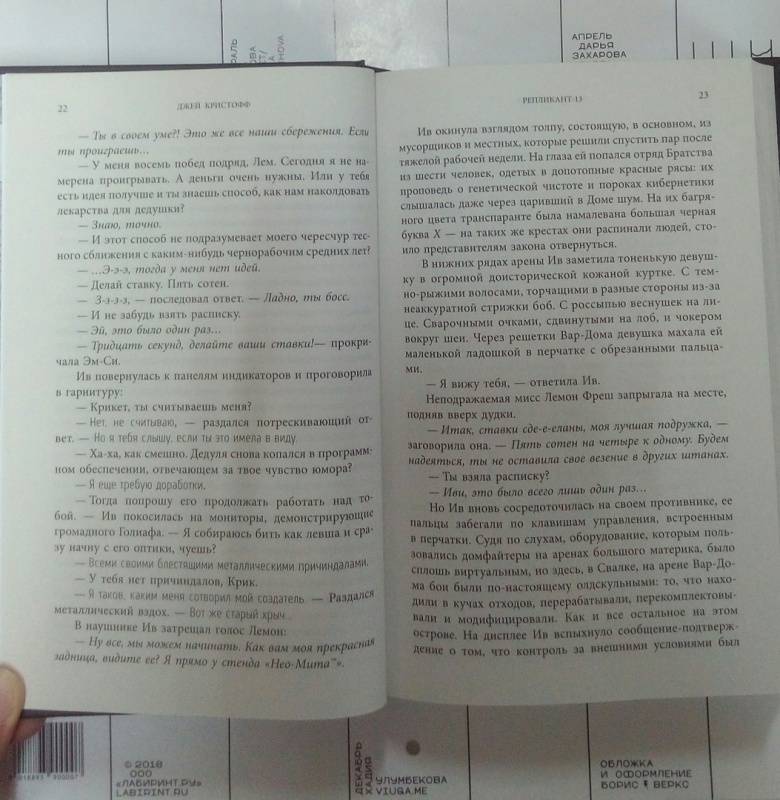 АПРЕЛЬ
ДАРЬЯ
ЗАХАРОВА
22
ДЖЕЙ КРИСТОФФ
— Ты в своем уме?! Это же все наши сбережения. Если
ты проиграешь…
— У меня восемь побед подряд, Лем. Сегодня я не на-
мерена проигрывать. А деньги очень нужны. Или у тебя
есть идея получше и ты знаешь способ, как нам наколдовать
лекарства для дедушки?
— Знаю, точно.
— И этот способ не подразумевает моего чересчур тес-
ного сближения с каким-нибудь чернорабочим средних лет?
— …Э-э-э, тогда у меня нет идей.
— Делай ставку. Пять сотен.
— З-з-з-з, — последовал ответ. — Ладно, ты босс.
— И не забудь взять расписку.
— Эй, это было один раз…
— Тридцать секунд, делайте ваши ставки!— прокри-
чала Эм-Си.
Ив повернулась к панелям индикаторов и проговорила
в гарнитуру:
— Крикет, ты считываешь меня?
— Нет, не считываю, — раздался потрескивающий от-
вет. — Но я тебя слышу, если ты это имела в виду.
— Ха-ха, как смешно. Дедуля снова копался в программ-
ном обеспечении, отвечающем за твое чувство юмора?
— Я еще требую доработки.
— Тогда попрошу его продолжать работать над то-
бой. — Ив покосилась на мониторы, демонстрирующие
громадного Голиафа. — Я собираюсь бить как левша и сра-
зу начну с его оптики, чуешь?
— Всеми своими блестящими металлическими причиндалами.
— У тебя нет причиндалов, Крик.
— Я таков, каким меня сотворил мой создатель. — Раздался
металлический вздох. — Вот же старый хрыч…
В наушнике Ив затрещал голос Лемон:
— Ну все, мы можем начинать. Как вам моя прекрасная
задница, видите ее? Я прямо у стенда «Нео-Мита™».
РЕПЛИКАНТ-13
23
Ив окинула взглядом толпу, состоящую, в основном, из
мусорщиков и местных, которые решили спустить пар после
тяжелой рабочей недели. На глаза ей попался отряд Братства
из шести человек, одетых в допотопные красные рясы: их
проповедь о генетической чистоте и пороках кибернетики
слышалась даже через царивший в Доме шум. На их багря-
ного цвета транспаранте была намалевана большая черная
буква X — на таких же крестах они распинали людей, сто-
ило представителям закона отвернуться.
В нижних рядах арены Ив заметила тоненькую девуш-
ку в огромной доисторической кожаной куртке. С тем-
но-рыжими волосами, торчащими в разные стороны из-за
неаккуратной стрижки боб. С россыпью веснушек на ли-
це. Сварочными очками, сдвинутыми на лоб, и чокером
вокруг шеи. Через решетки Вар-Дома девушка махала ей
маленькой ладошкой в перчатке с обрезанными пальца-
ми.
— Я вижу тебя, — ответила Ив.
Неподражаемая мисс Лемон Фреш запрыгала на месте,
подняв вверх дудки.
— Итак, ставки сде-е-еланы, моя лучшая подружка, —
заговорила она. — Пять сотен на четыре к одному. Будем
надеяться, ты не оставила свое везение в других штанах.
— Ты взяла расписку?
— Иви, это было всего лишь один раз…
Но Ив вновь сосредоточилась на своем противнике, ее
пальцы забегали по клавишам управления, встроенным
в перчатки. Судя по слухам, оборудование, которым поль-
зовались домфайтеры на аренах большого материка, было
сплошь виртуальным, но здесь, в Свалке, на арене Вар-До-
ма бои были по-настоящему олдскульными: то, что нахо-
дили в кучах отходов, перерабатывали, перекомплектовы-
вали и модифицировали. Как и все остальное на этом
острове. На дисплее Ив вспыхнуло сообщение-подтверж-
дение о том, что контроль за внешними условиями был
© 2018
ООО
«ЛАБИРИНТ.РУ»
LABIRINT.RU
ДЕКАБРЬ
ХАДИЯ
УЛУМБЕКОВА
VIUGA.ME
ОБЛОЖКА
И ОФОРМЛЕНИЕ
БОРИС ВЕРКС